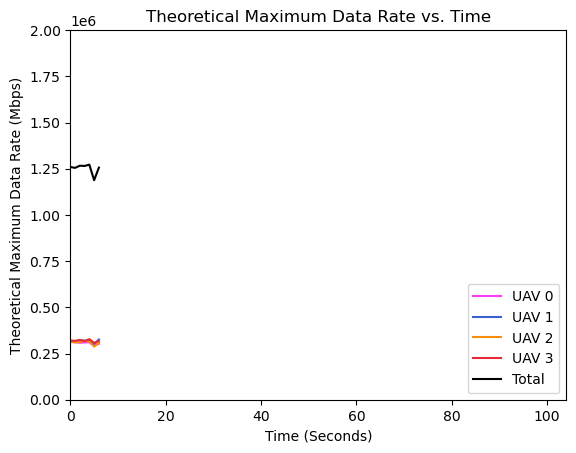 Theoretical Maximum Data Rate vs. Time
1e6
Theoretical Maximum Data Rate (Mbps)
2.00
1.75
1.50
1.25
1.00
0.75
0.50
0.25
0.00
UAV 0
UAV 1
UAV 2
UAV 3
Total
0 20 40 60 80 100
Time (Seconds)